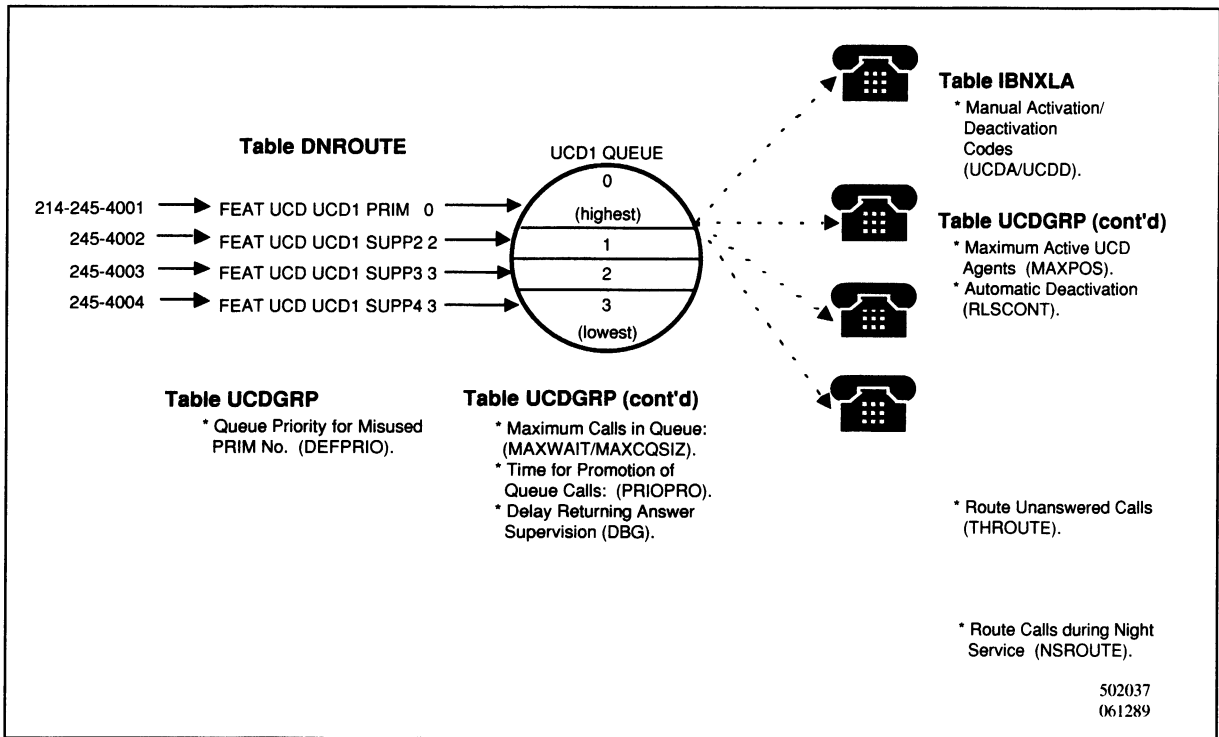 Table DNROUTE
214-245-4001 FEAT UCD UCD1 PRIM 0
245-4002 FEAT UCD UCD1 SUPP2 2
245-4003 FEAT UCD UCD1 SUPP3 3
245-4004 FEAT UCD UCD1 SUPP4 3
UCD1 QUEUE
0
(highest)
1
2
3
(lowest)
Table UCDGRP
* Queue Priority for Misused
PRIM No. (DEFPRIO).
Table UCDGRP (cont'd)
* Maximum Calls in Queue:
(MAXWAIT/MAXCQSIZ).
* Time for Promotion of
Queue Calls: (PRIOPRO).
* Delay Returning Answer
Supervision (DBG).
Table IBNXLA
* Manual Activation/
Deactivation
Codes
(UCDA/UCDD)
Table UCDGRP (cont'd)
* Maximum Active UCD
Agents (MAXPOS).
* Automatic Deactivation
(RLSCONT).
* Route Unanswered Calls
(THROUTE).
* Route Calls during Night
Service (NSROUTE).
502037
061289